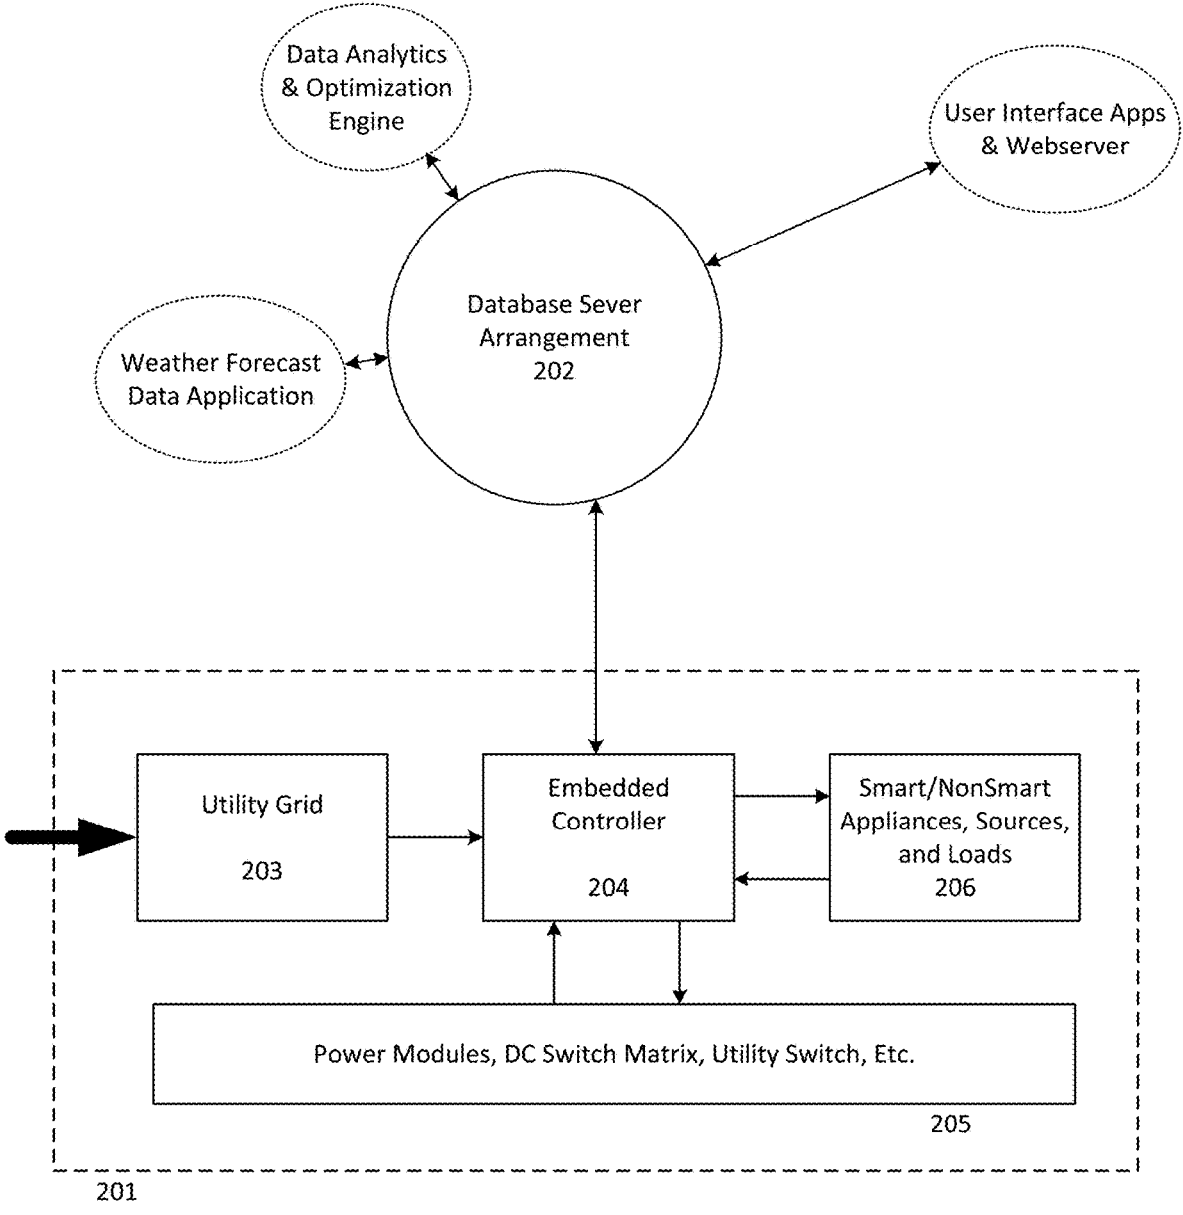 Data Analytics
& Optimization
Engine
User Interface Apps
& Webserver
Database Sever
Arrangement
202
Weather Forecast
Data Application
Utility Grid
203
Embedded
Controller
204
Smart/NonSmart
Appliances, Sources,
and Loads
206
Power Modules, DC Switch Matrix, Utility Switch, Etc.
205
201